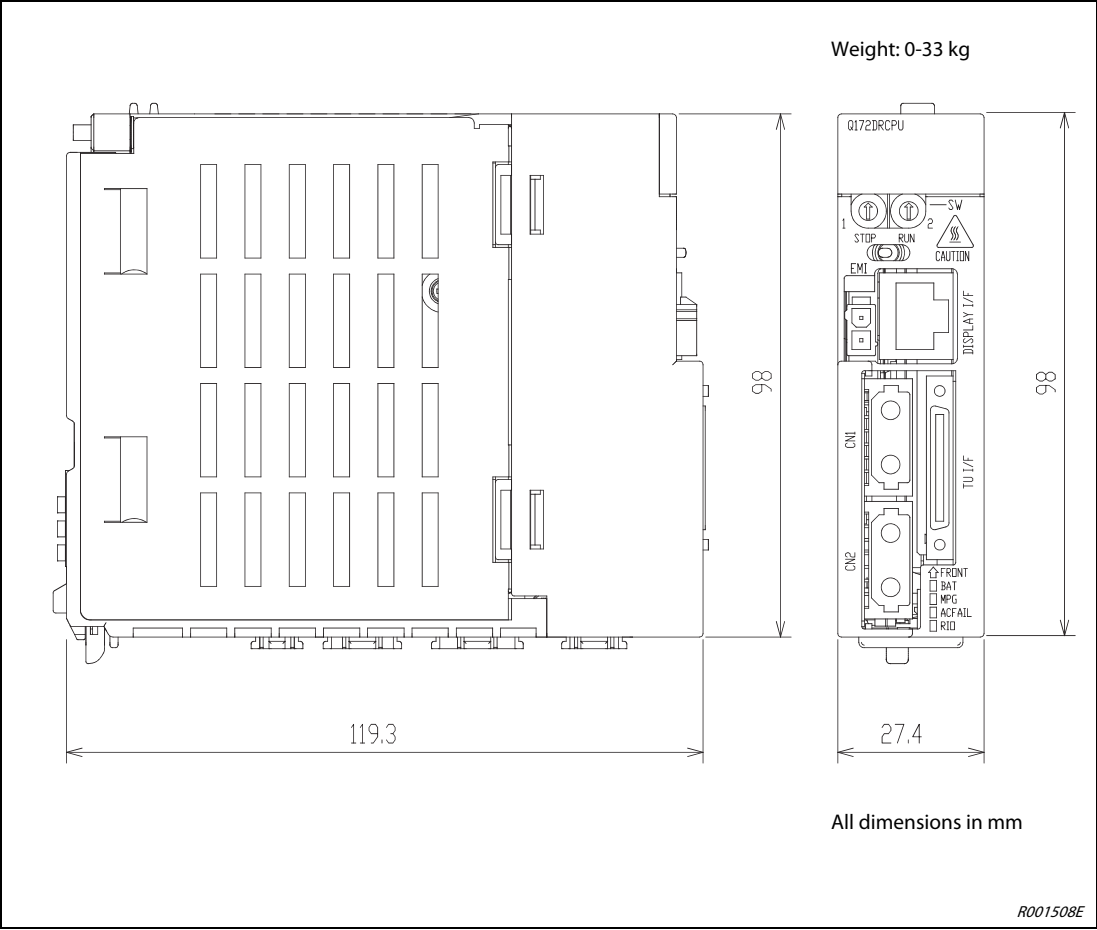 Weight: 0-33 kg
Q172DRCPU
SW
1
2
STOP
RUN
CAUTION
EMI
DISPLAY I/F
98
98
CN1
TU I/F
CN2
FRONT
BAT
MPG
ACFAIL
RIO
119.3
27.4
All dimensions in mm
R001508E